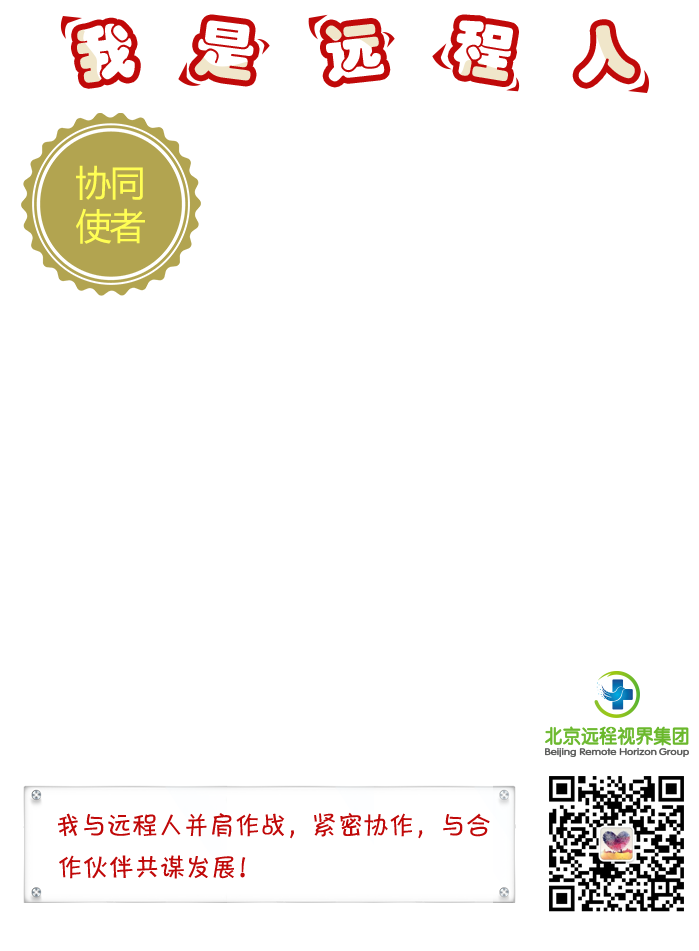 我是远程人
协同
使者
北京远程视界集团
Beijing Remote Horizon Group
我与远程人并肩作战，紧密协作，与合
作伙伴共谋发展！